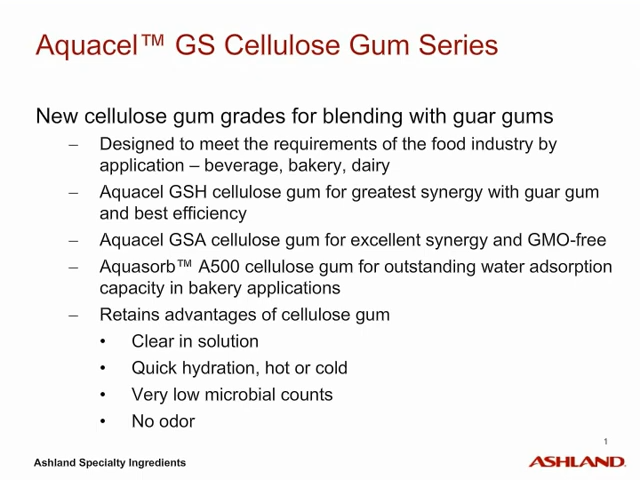 Aquacel™ GS Cellulose Gum Series
New cellulose gum grades for blending with guar gums
– Designed to meet the requirements of the food industry by
application – beverage, bakery, dairy
– Aquacel GSH cellulose gum for greatest synergy with guar gum
and best efficiency
– Aquacel GSA cellulose gum for excellent synergy and GMO-free
– Aquasorb™ A500 cellulose gum for outstanding water adsorption
capacity in bakery applications
– Retains advantages of cellulose gum
• Clear in solution
• Quick hydration, hot or cold
• Very low microbial counts
• No odor
1
Ashland Specialty Ingredients
ASHLAND